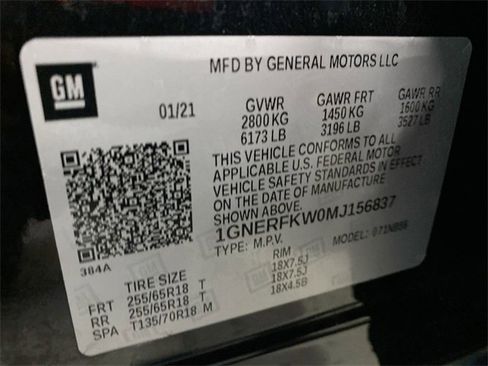 GM
MFD BY GENERAL MOTORS LLC
01/21
GVWR GAWR FRT GAWR RR
2800 KG 1450 KG 1600 KG
6173 LB 3196 LB 3527 LB
THIS VEHICLE CONFORMS TO ALL
APPLICABLE U.S. FEDERAL MOTOR
VEHICLE SAFETY STANDARDS IN EFFECT
ON THE DATE OF MANUFACTURE
SHOWN ABOVE.
1GNERFKW0MJ156837
TYPE: M.P.V. MODEL:
384A
TIRE SIZE RIM
FRT 255/65R18 T 18X7.5J
RR 255/65R18 T 18X7.5J
SPA T135/70R18 M 18X4.5B